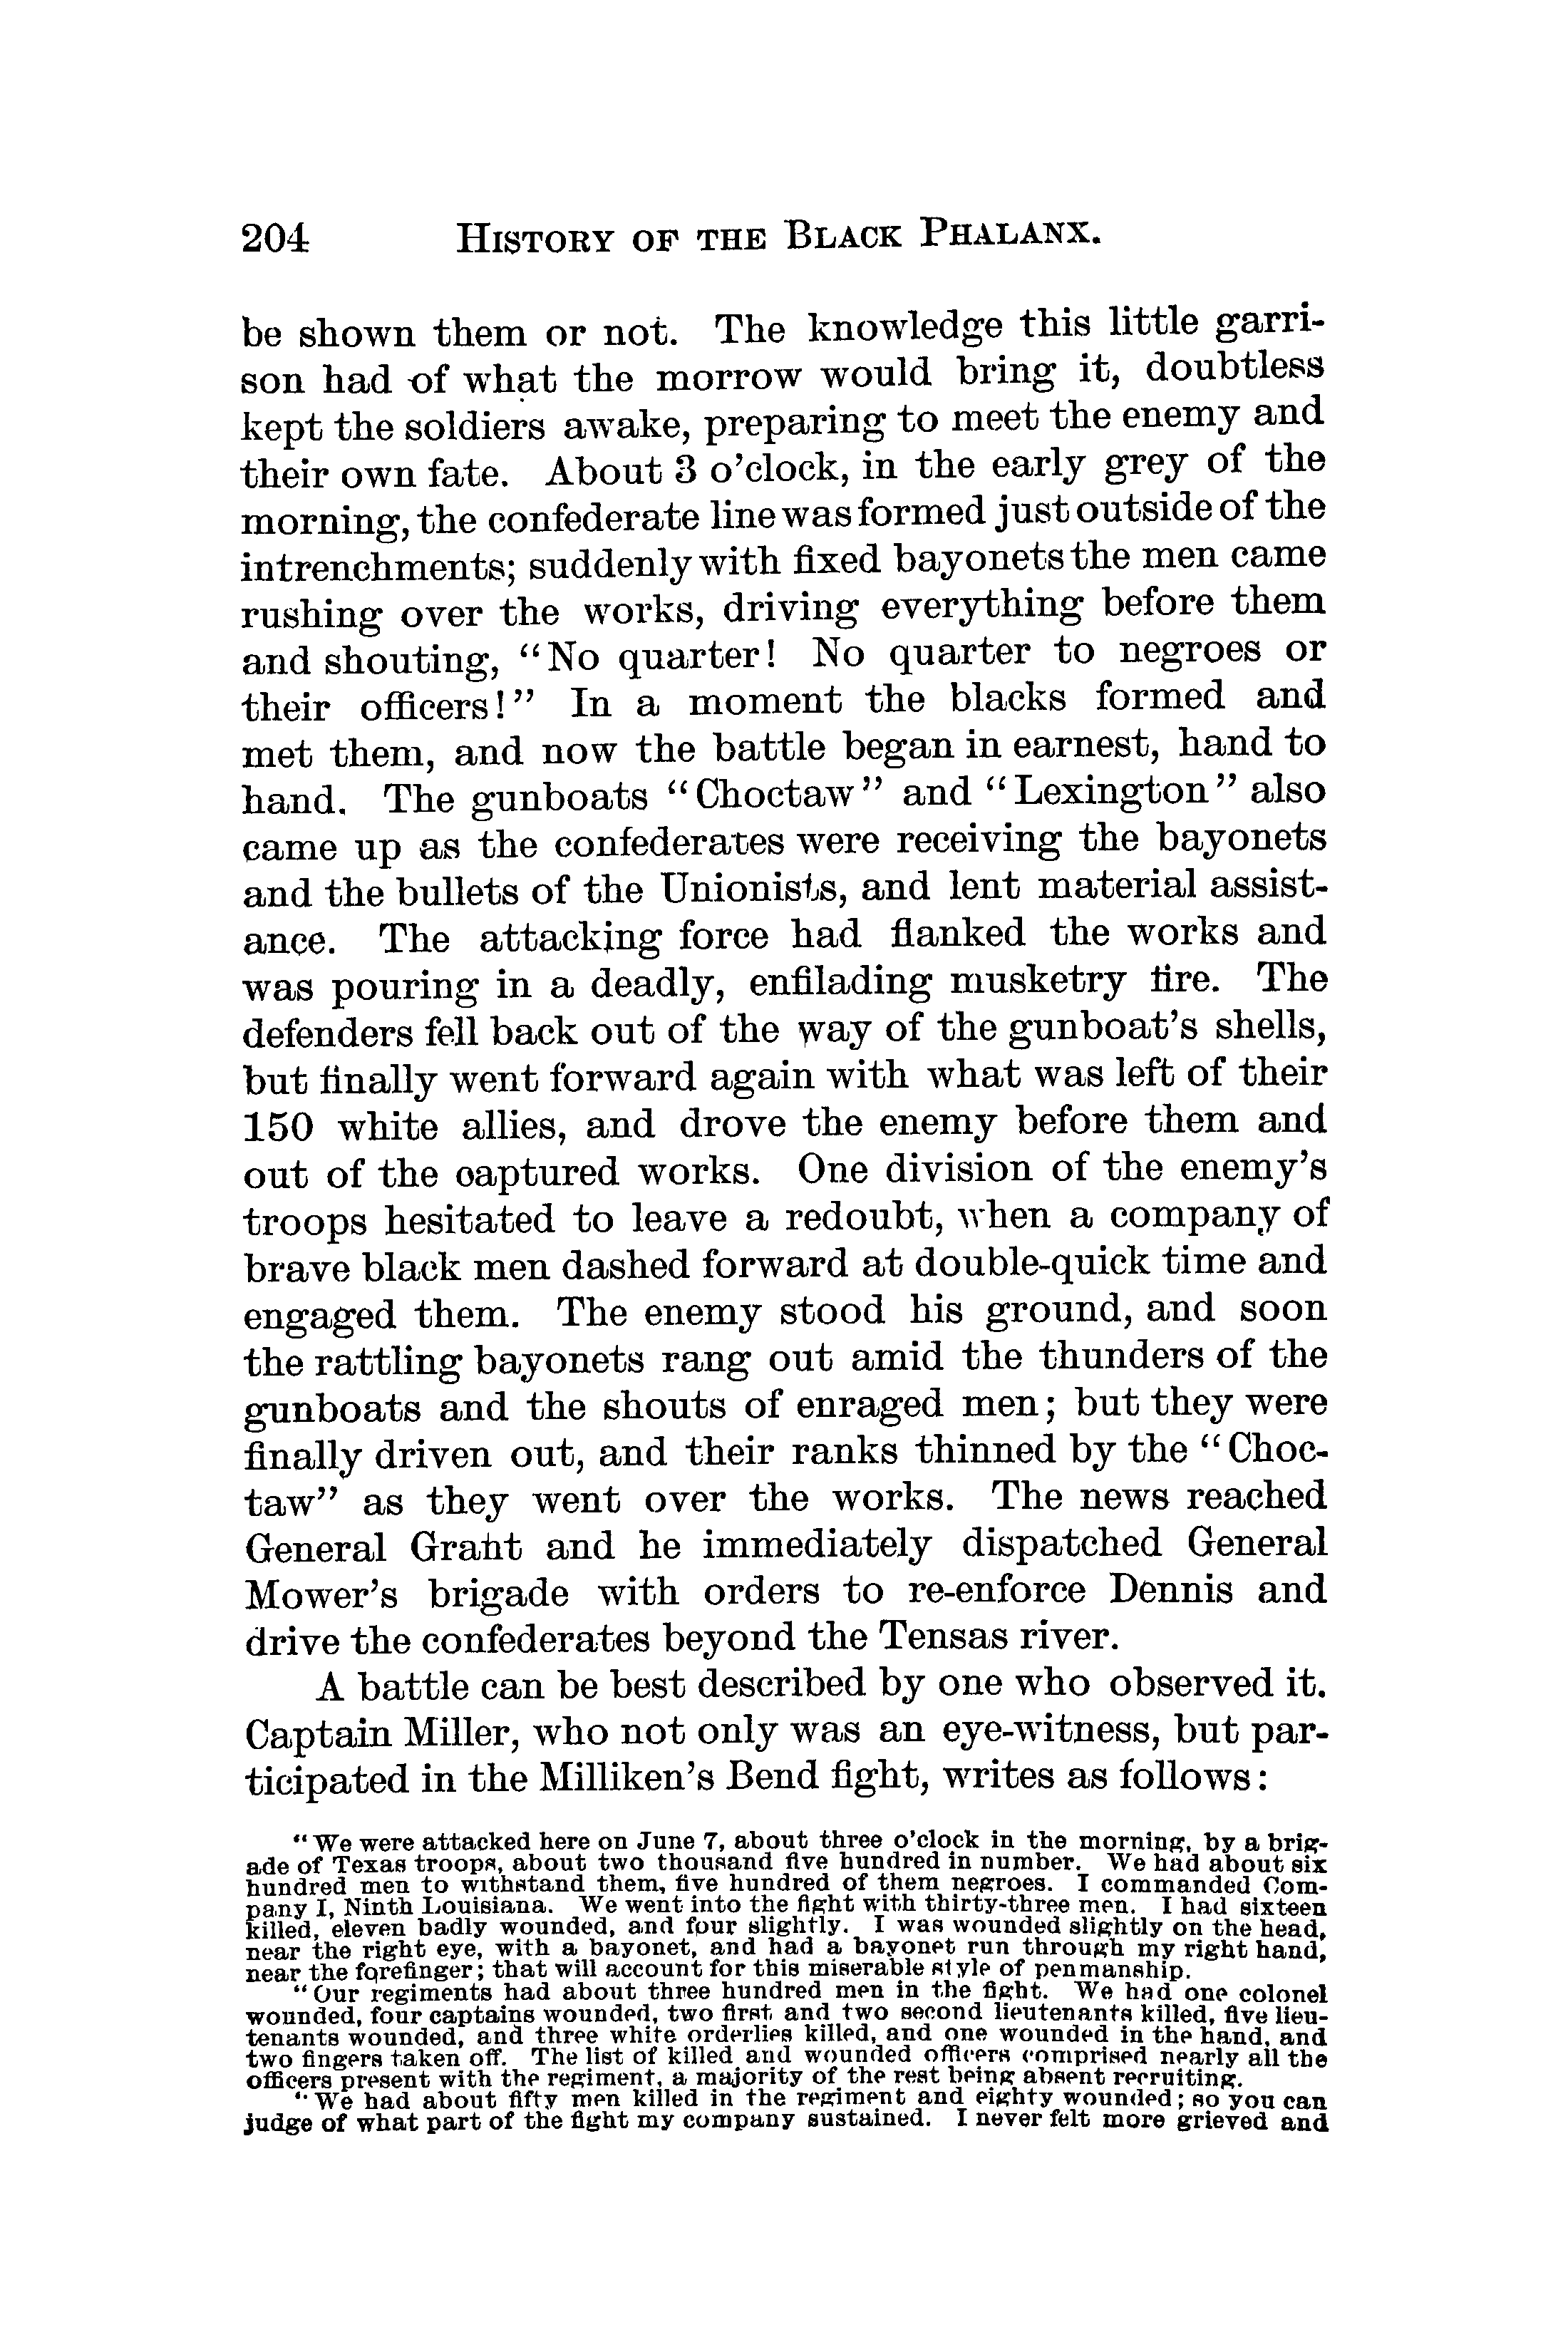 204 HISTORY OF THE BLACK PHALANX.
be shown them or not. The knowledge this little garri-
son had of what the morrow would bring it, doubtless
kept the soldiers awake, preparing to meet the enemy and
their own fate. About 3 o'clock, in the early grey of the
morning, the confederate line was formed just outside of the
intrenchments; suddenly with fixed bayonets the men came
rushing over the works, driving everything before them
and shouting, "No quarter! No quarter to negroes or
their officers!" In a moment the blacks formed and
met them, and now the battle began in earnest, hand to
hand. The gunboats "Choctaw" and "Lexington" also
came up as the confederates were receiving the bayonets
and the bullets of the Unionists, and lent material assist-
ance. The attacking force had flanked the works and
was pouring in a deadly, enfilading musketry fire. The
defenders fell back out of the way of the gunboat's shells,
but finally went forward again with what was left of their
150 white allies, and drove the enemy before them and
out of the captured works. One division of the enemy's
troops hesitated to leave a redoubt, when a company of
brave black men dashed forward at double-quick time and
engaged them. The enemy stood his ground, and soon
the rattling bayonets rang out amid the thunders of the
gunboats and the shouts of enraged men; but they were
finally driven out, and their ranks thinned by the "Choc-
taw" as they went over the works. The news reached
General Grant and he immediately dispatched General
Mower's brigade with orders to re-enforce Dennis and
drive the confederates beyond the Tensas river.
A battle can be best described by one who observed it.
Captain Miller, who not only was an eye-witness, but par-
ticipated in the Milliken's Bend fight, writes as follows:
"We were attacked here on June 7, about three o'clock in the morning, by a brig-
ade of Texas troops, about two thousand five hundred in number. We had about six
hundred men to withstand them, five hundred of them negroes. I commanded Com-
pany I, Ninth Louisiana. We went into the fight with thirty-three men. I had sixteen
killed, eleven badly wounded, and four slightly. I was wounded slightly on the head,
near the right eye, with a bayonet, and had a bayonet run through my right hand,
near the forefinger; that will account for this miserable style of penmanship.
"Our regiments had about three hundred men in the fight. We had one colonel
wounded, four captains wounded, two first and two second lieutenants killed, five lieu-
tenants wounded, and three white orderlies killed, and one wounded in the hand, and
two fingers taken off. The list of killed and wounded officers comprised nearly all the
officers present with the regiment, a majority of the rest being absent recruiting.
"We had about fifty men killed in the regiment and eighty wounded; so you can
judge of what part of the fight my company sustained. I never felt more grieved and